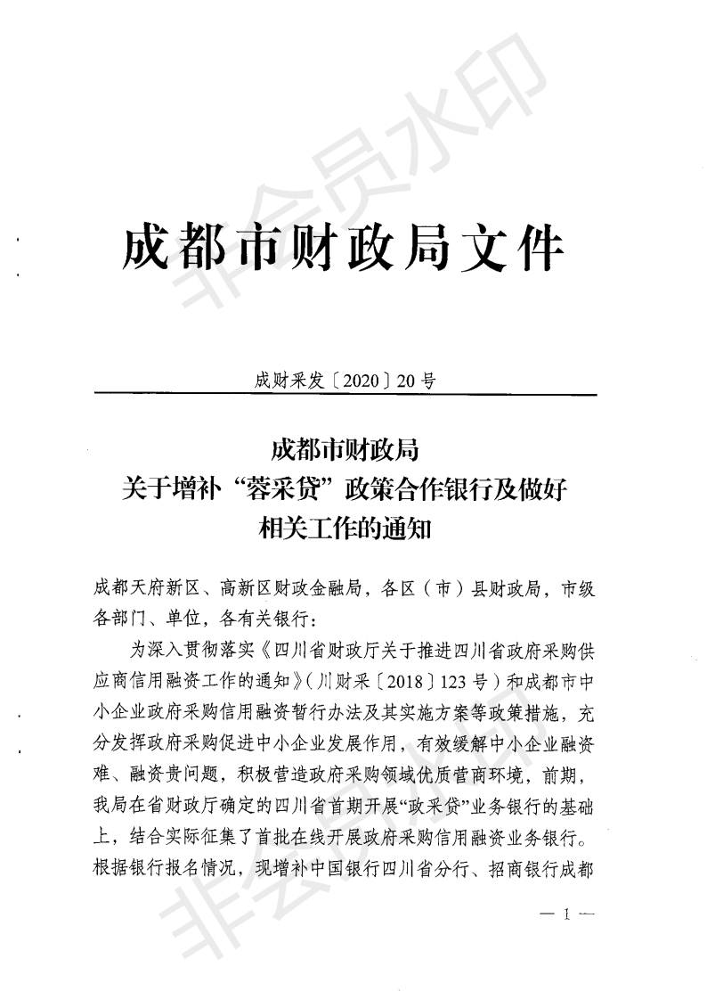 成都市财政局文件
成财采发〔2020〕20号
成都市财政局
关于增补“蓉采贷”政策合作银行及做好
相关工作的通知
成都天府新区、高新区财政金融局，各区（市）县财政局，市级
各部门、单位，各有关银行：
为深入贯彻落实《四川省财政厅关于推进四川省政府采购供
应商信用融资工作的通知》（川财采〔2018〕123号）和成都市中
小企业政府采购信用融资暂行办法及其实施方案等政策措施，充
分发挥政府采购促进中小企业发展作用，有效缓解中小企业融资
难、融资贵问题，积极营造政府采购领域优质营商环境，前期，
我局在省财政厅确定的四川省首期开展“政采贷”业务银行的基础
上，结合实际征集了首批在线开展政府采购信用融资业务银行。
根据银行报名情况，现增补中国银行四川省分行、招商银行成都
— 1 —
非会员水印
非会员水印